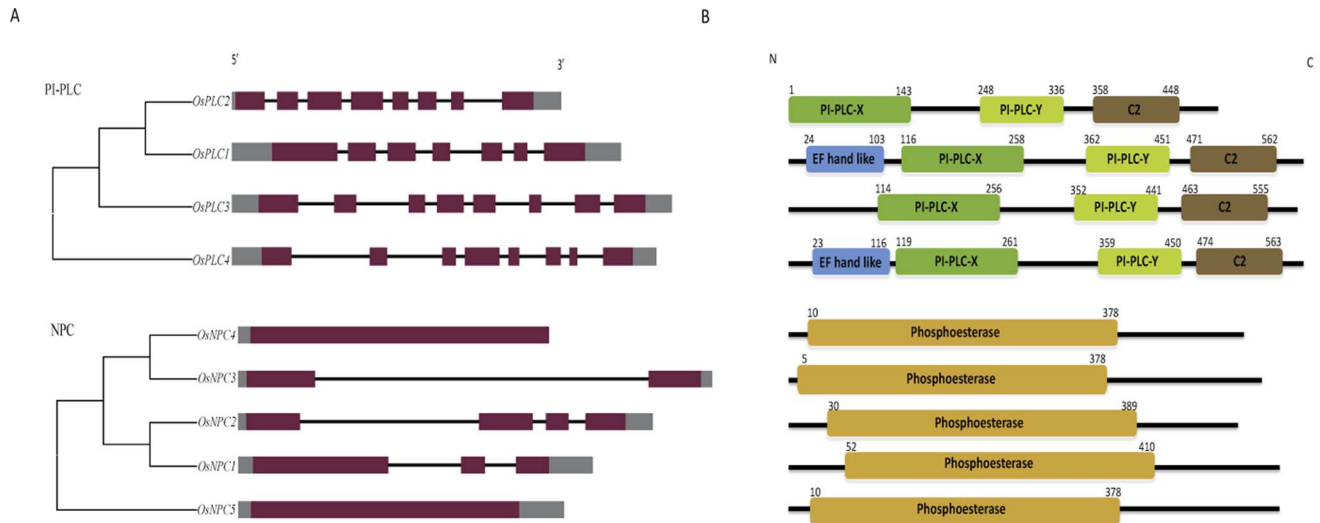 A
B
5'
3'
N
C
PI-PLC
OsPLC2
OsPLC1
OsPLC3
OsPLC4
NPC
OsNPC4
OsNPC3
OsNPC2
OsNPC1
OsNPC5
1 143 248 336 358 448
PI-PLC-X PI-PLC-Y C2
24 103 116 258 362 451 471 562
EF hand like PI-PLC-X PI-PLC-Y C2
114 256 352 441 463 555
PI-PLC-X PI-PLC-Y C2
23 116 119 261 359 450 474 563
EF hand like PI-PLC-X PI-PLC-Y C2
10 378
Phosphoesterase
5 378
Phosphoesterase
30 389
Phosphoesterase
52 410
Phosphoesterase
10 378
Phosphoesterase